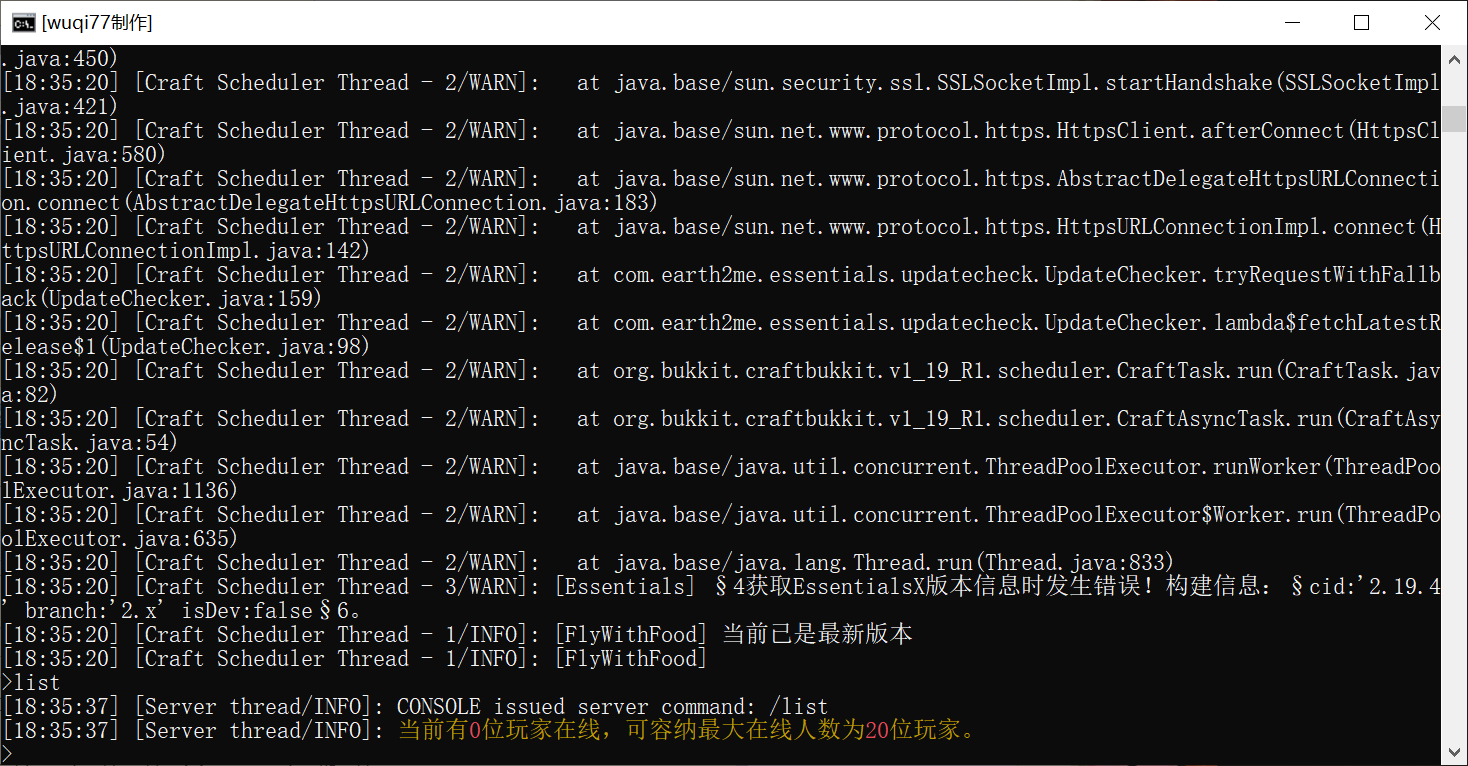 [wuqi77制作]
.java:450)
[18:35:20] [Craft Scheduler Thread - 2/WARN]:   at java.base/sun.security.ssl.SSLSocketImpl.startHandshake(SSLSocketImpl
.java:421)
[18:35:20] [Craft Scheduler Thread - 2/WARN]:   at java.base/sun.net.www.protocol.https.HttpsClient.afterConnect(HttpsCl
ient.java:580)
[18:35:20] [Craft Scheduler Thread - 2/WARN]:   at java.base/sun.net.www.protocol.https.AbstractDelegateHttpsURLConnecti
on.connect(AbstractDelegateHttpsURLConnection.java:183)
[18:35:20] [Craft Scheduler Thread - 2/WARN]:   at java.base/sun.net.www.protocol.https.HttpsURLConnectionImpl.connect(H
ttpsURLConnectionImpl.java:142)
[18:35:20] [Craft Scheduler Thread - 2/WARN]:   at com.earth2me.essentials.updatecheck.UpdateChecker.tryRequestWithFallb
ack(UpdateChecker.java:159)
[18:35:20] [Craft Scheduler Thread - 2/WARN]:   at com.earth2me.essentials.updatecheck.UpdateChecker.lambda$fetchLatestR
elease$1(UpdateChecker.java:98)
[18:35:20] [Craft Scheduler Thread - 2/WARN]:   at org.bukkit.craftbukkit.v1_19_R1.scheduler.CraftTask.run(CraftTask.jav
a:82)
[18:35:20] [Craft Scheduler Thread - 2/WARN]:   at org.bukkit.craftbukkit.v1_19_R1.scheduler.CraftAsyncTask.run(CraftAsy
ncTask.java:54)
[18:35:20] [Craft Scheduler Thread - 2/WARN]:   at java.base/java.util.concurrent.ThreadPoolExecutor.runWorker(ThreadPoo
lExecutor.java:1136)
[18:35:20] [Craft Scheduler Thread - 2/WARN]:   at java.base/java.util.concurrent.ThreadPoolExecutor$Worker.run(ThreadPo
olExecutor.java:635)
[18:35:20] [Craft Scheduler Thread - 2/WARN]:   at java.base/java.lang.Thread.run(Thread.java:833)
[18:35:20] [Craft Scheduler Thread - 3/WARN]: [Essentials] §4获取EssentialsX版本信息时发生错误！构建信息：§cid:'2.19.4
' branch:'2.x' isDev:false§6。
[18:35:20] [Craft Scheduler Thread - 1/INFO]: [FlyWithFood] 当前已是最新版本
[18:35:20] [Craft Scheduler Thread - 1/INFO]: [FlyWithFood]
>list
[18:35:37] [Server thread/INFO]: CONSOLE issued server command: /list
[18:35:37] [Server thread/INFO]: 当前有0位玩家在线，可容纳最大在线人数为20位玩家。
>